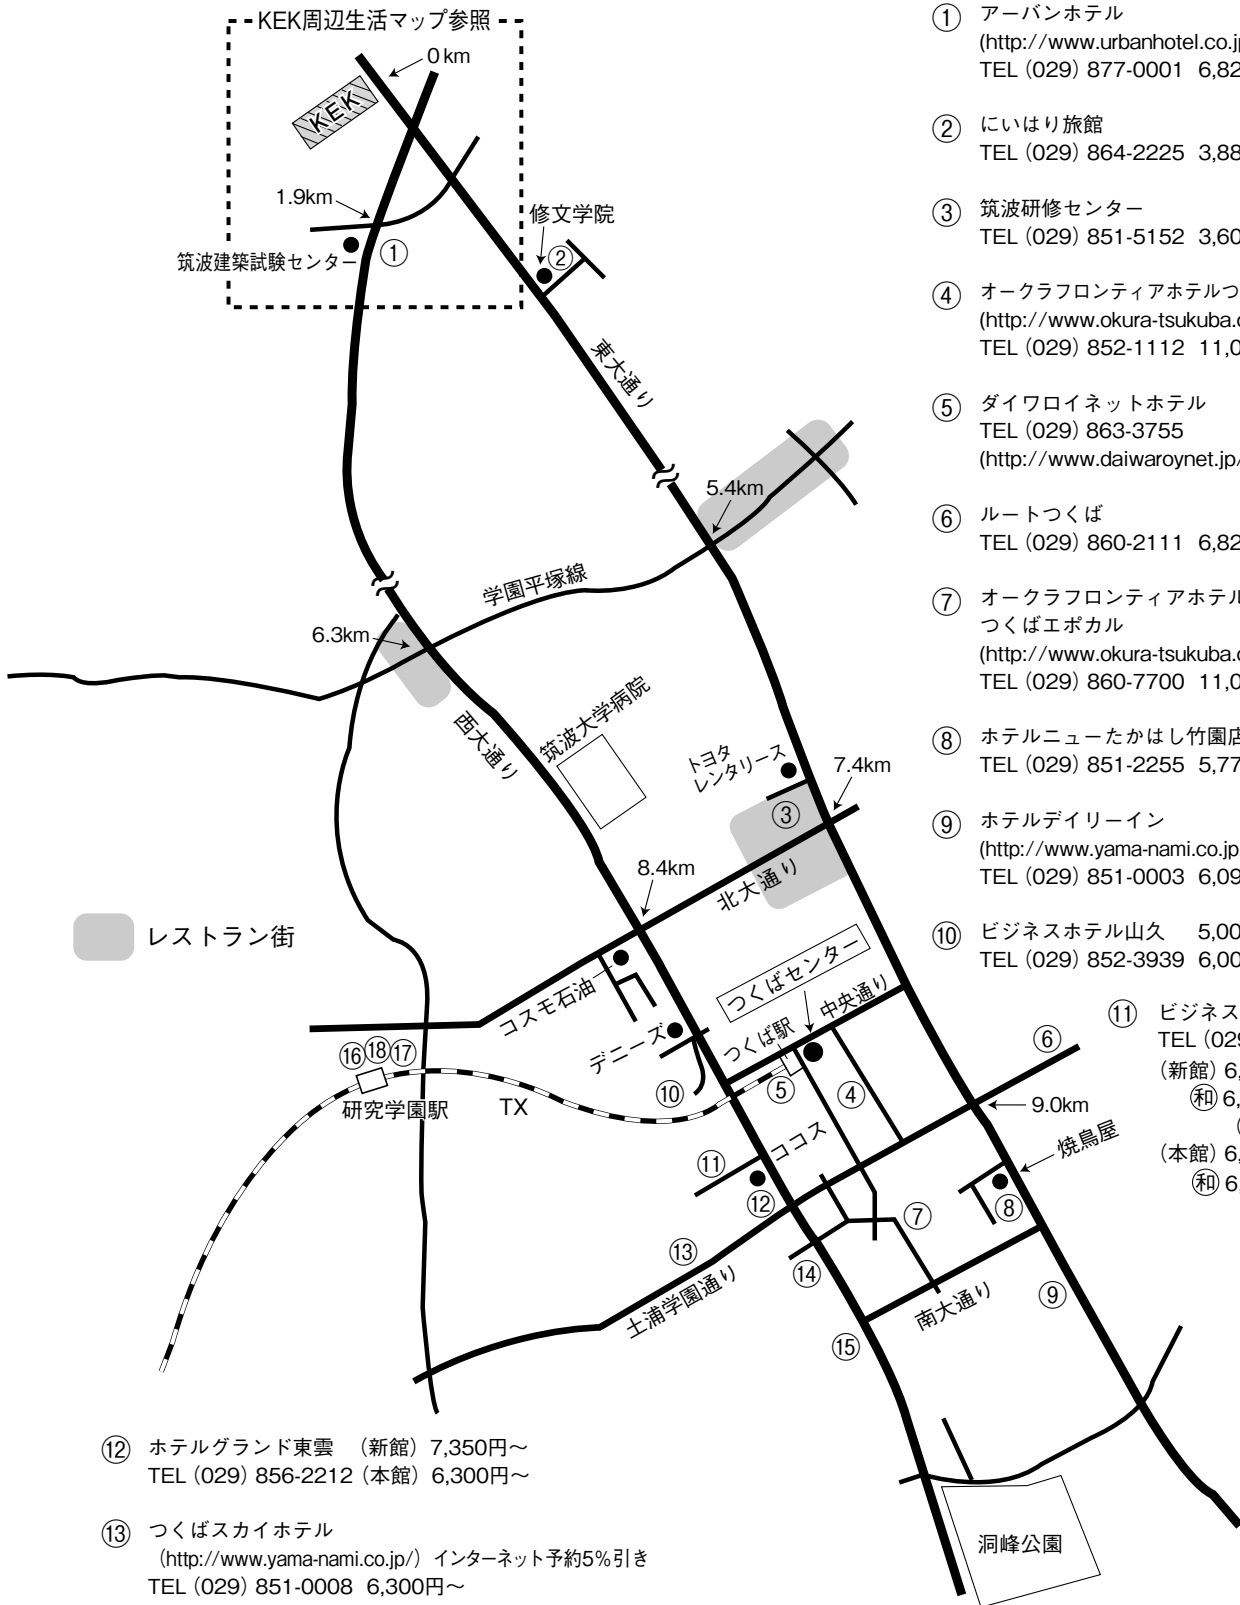 KEK周辺生活マップ参照
0km
KEK
1.9km
筑波建築試験センター
①
修文学院
②
東大通り
5.4km
学園平塚線
6.3km
西大通り
筑波大学病院
トヨタ
レンタリース
7.4km
③
8.4km
北大通り
レストラン街
コスモ石油
つくばセンター
中央通り
つくば駅
デニーズ
⑯⑱⑰
研究学園駅
TX
⑩
⑤
④
⑥
9.0km
焼鳥屋
ココス
⑪
⑫
⑬
⑦
⑧
⑭
土浦学園通り
南大通り
⑨
⑮
洞峰公園
① アーバンホテル
(http://www.urbanhotel.co.j
TEL (029) 877-0001 6,82
② にいはり旅館
TEL (029) 864-2225 3,88
③ 筑波研修センター
TEL (029) 851-5152 3,60
④ オークラフロンティアホテルつ
(http://www.okura-tsukuba.
TEL (029) 852-1112 11,0
⑤ ダイワロイネットホテル
TEL (029) 863-3755
(http://www.daiwaroynet.jp/
⑥ ルートつくば
TEL (029) 860-2111 6,82
⑦ オークラフロンティアホテル
つくばエポカル
(http://www.okura-tsukuba.
TEL (029) 860-7700 11,0
⑧ ホテルニューたかはし竹園店
TEL (029) 851-2255 5,77
⑨ ホテルデイリーイン
(http://www.yama-nami.co.jp
TEL (029) 851-0003 6,09
⑩ ビジネスホテル山久 5,00
TEL (029) 852-3939 6,00
⑪ ビジネス
TEL (029
(新館) 6,
㊿和 6,
(
(本館) 6,
和 6,
⑫ ホテルグランド東雲 (新館) 7,350円～
TEL (029) 856-2212 (本館) 6,300円～
⑬ つくばスカイホテル
(http://www.yama-nami.co.jp/) インターネット予約5%引き
TEL (029) 851-0008 6,300円～